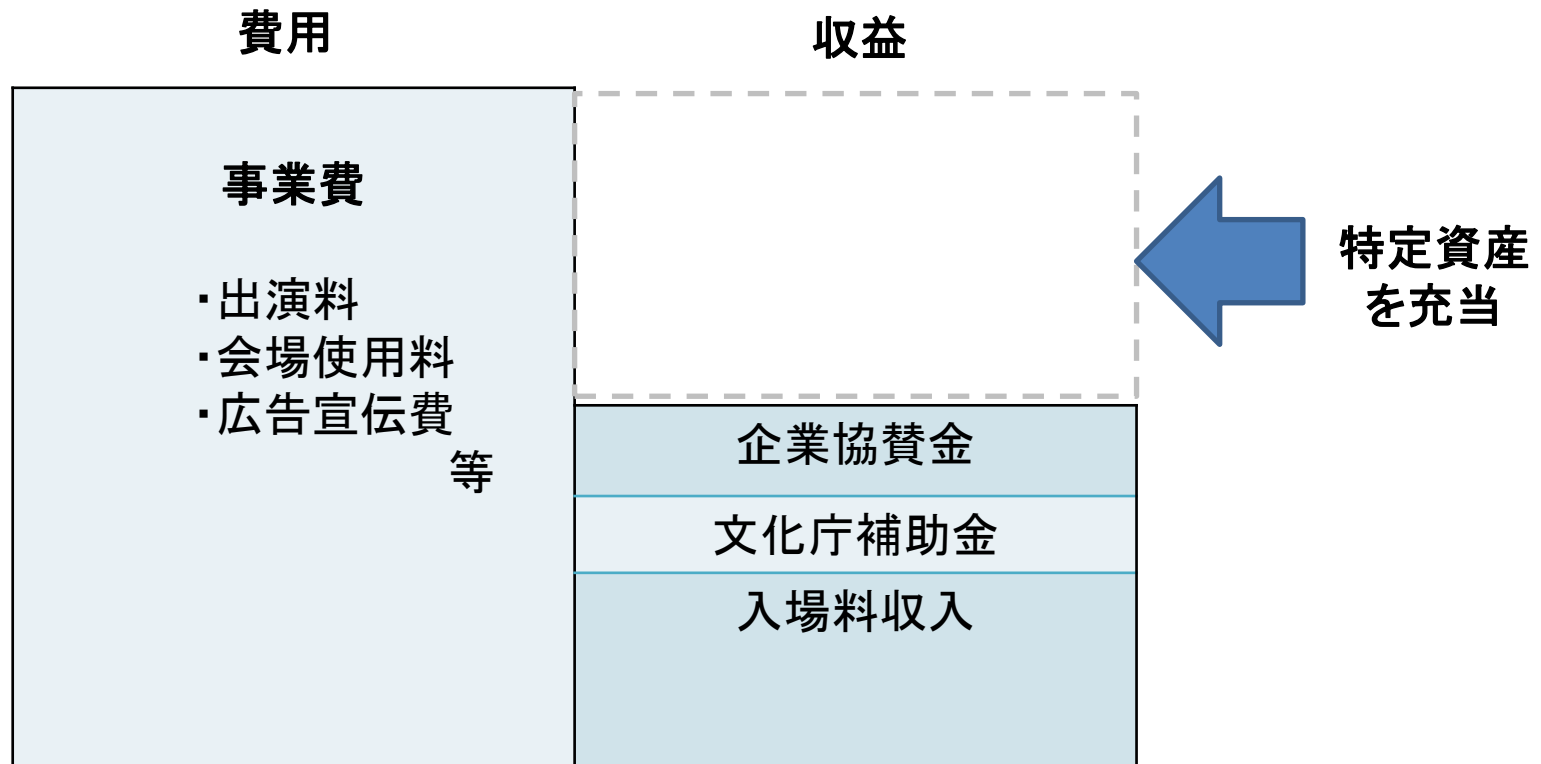 費用
収益
事業費
・出演料
・会場使用料
・広告宣伝費
等
特定資産
を充当
企業協賛金
文化庁補助金
入場料収入